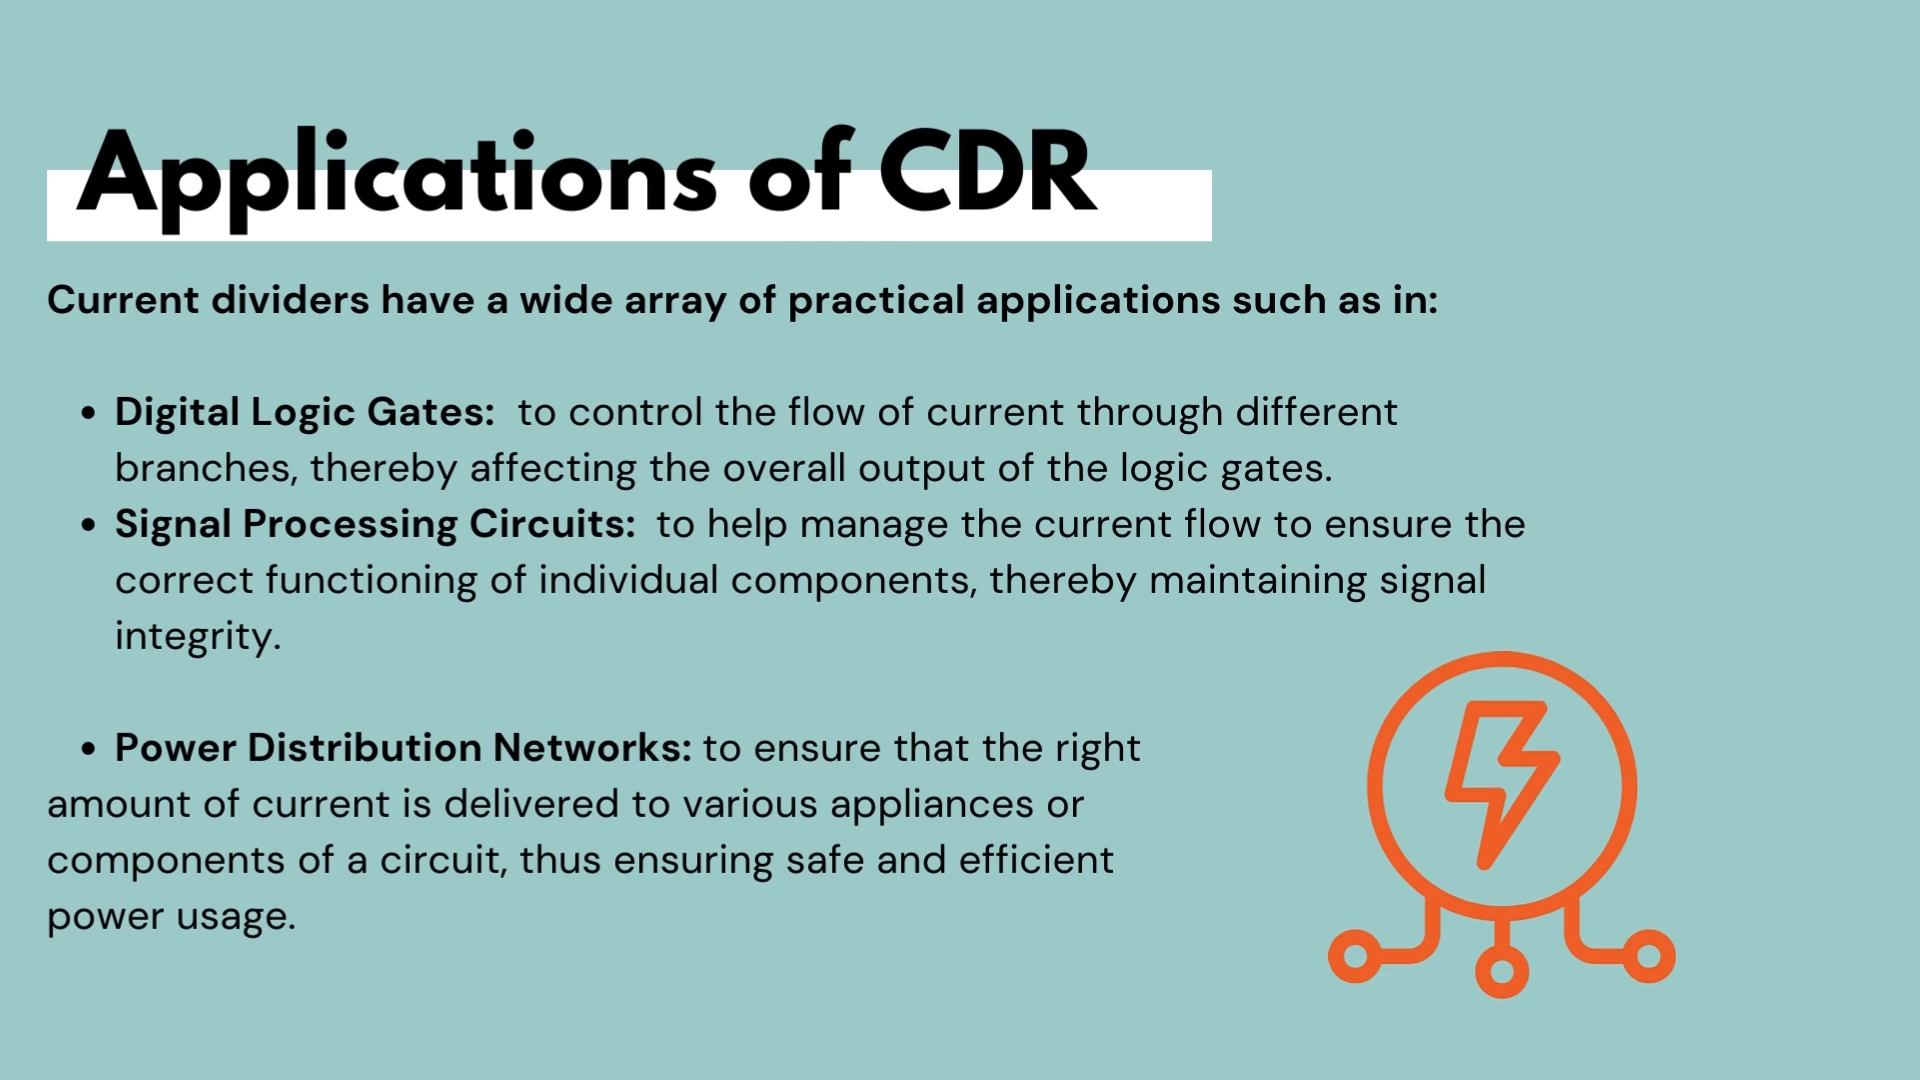 Applications of CDR
Current dividers have a wide array of practical applications such as in:
• Digital Logic Gates:  to control the flow of current through different
branches, thereby affecting the overall output of the logic gates.
• Signal Processing Circuits:  to help manage the current flow to ensure the
correct functioning of individual components, thereby maintaining signal
integrity.
• Power Distribution Networks: to ensure that the right
amount of current is delivered to various appliances or
components of a circuit, thus ensuring safe and efficient
power usage.